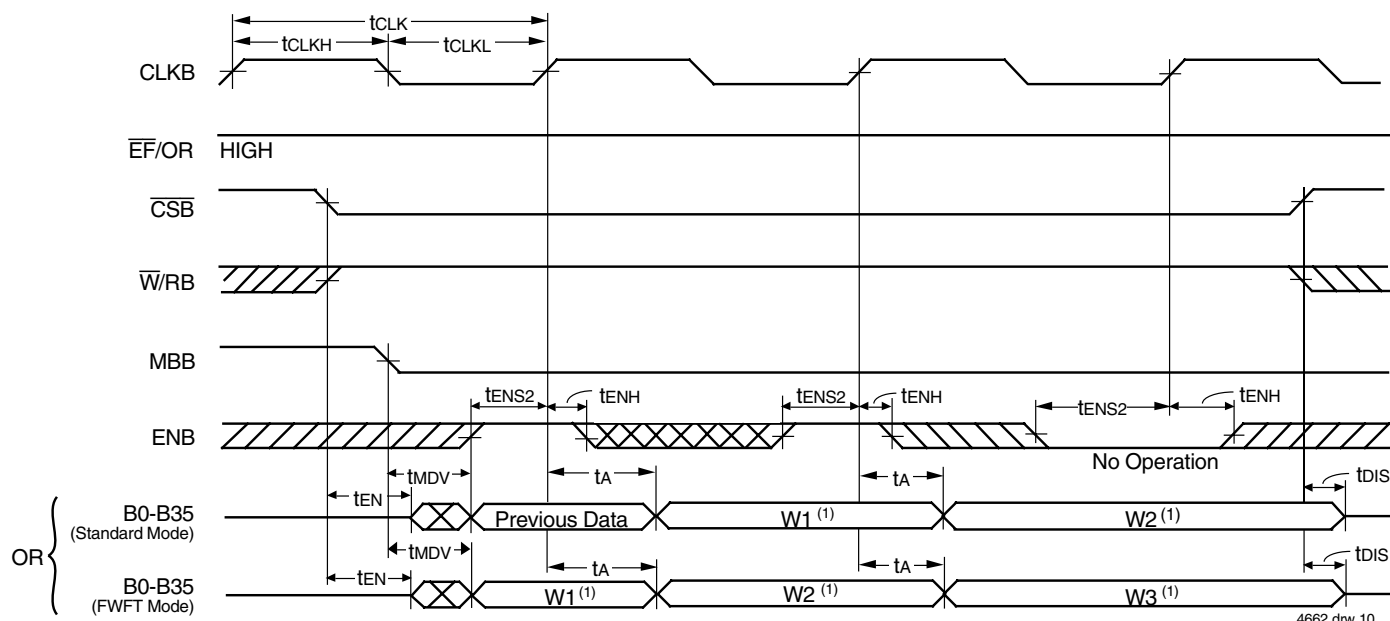 tCLK
tCLKH tCLKL
CLKB
EF/OR HIGH
CSB
W/RB
MBB
tENS2 tENH tENS2 tENH tENS2 tENH
ENB
No Operation
tMDV tA tA tDIS
tEN
B0-B35 Previous Data W1 (1) W2 (1)
(Standard Mode)
OR
tMDV tDIS
tEN tA tA
B0-B35 W1 (1) W2 (1) W3 (1)
(FWFT Mode)
4662 drw 10